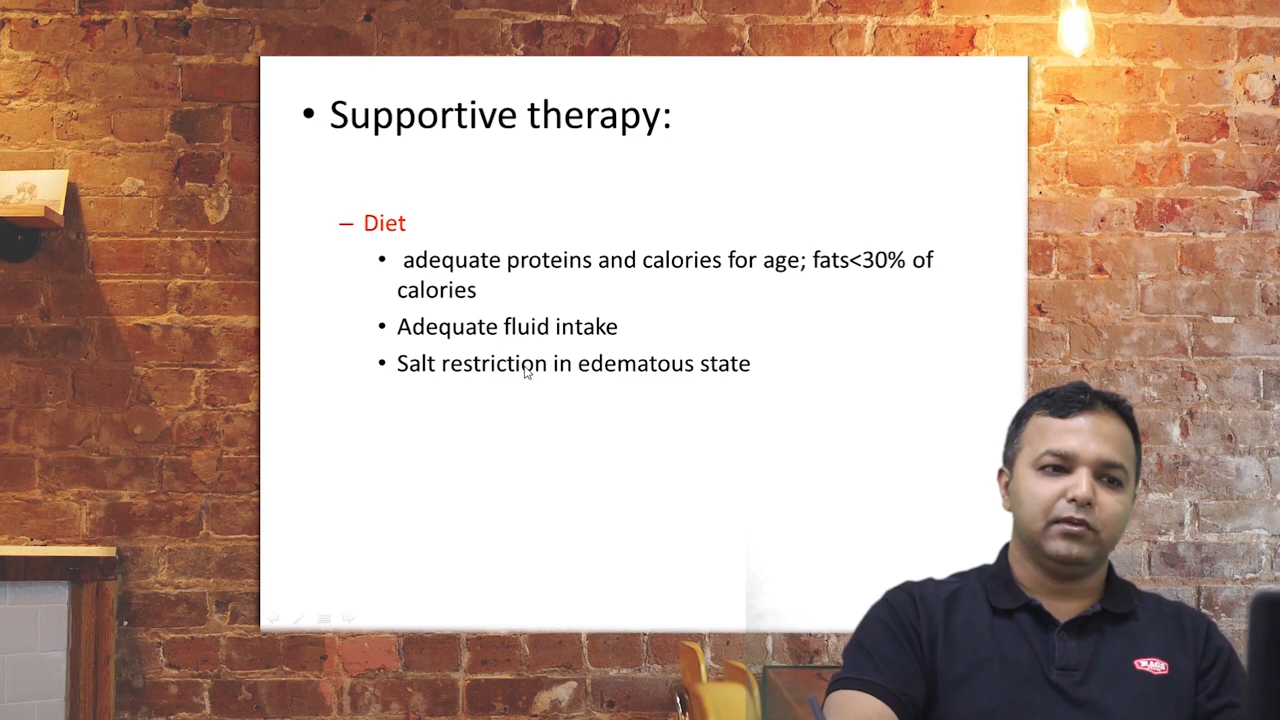 • Supportive therapy:
– Diet
• adequate proteins and calories for age; fats<30% of
calories
• Adequate fluid intake
• Salt restriction in edematous state